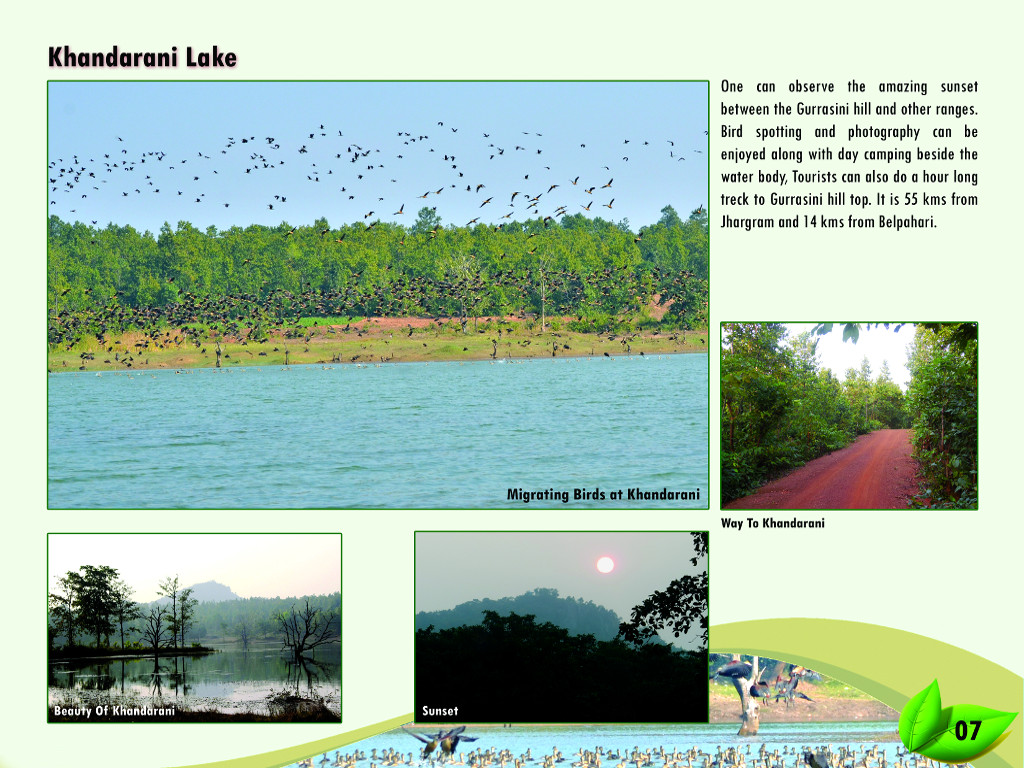 Khandarani Lake
One can observe the amazing sunset
between the Gurrasini hill and other ranges.
Bird spotting and photography can be
enjoyed along with day camping beside the
water body, Tourists can also do a hour long
treck to Gurrasini hill top. It is 55 kms from
Jhargram and 14 kms from Belpahari.
Migrating Birds at Khandarani
Way To Khandarani
Beauty Of Khandarani
Sunset
07